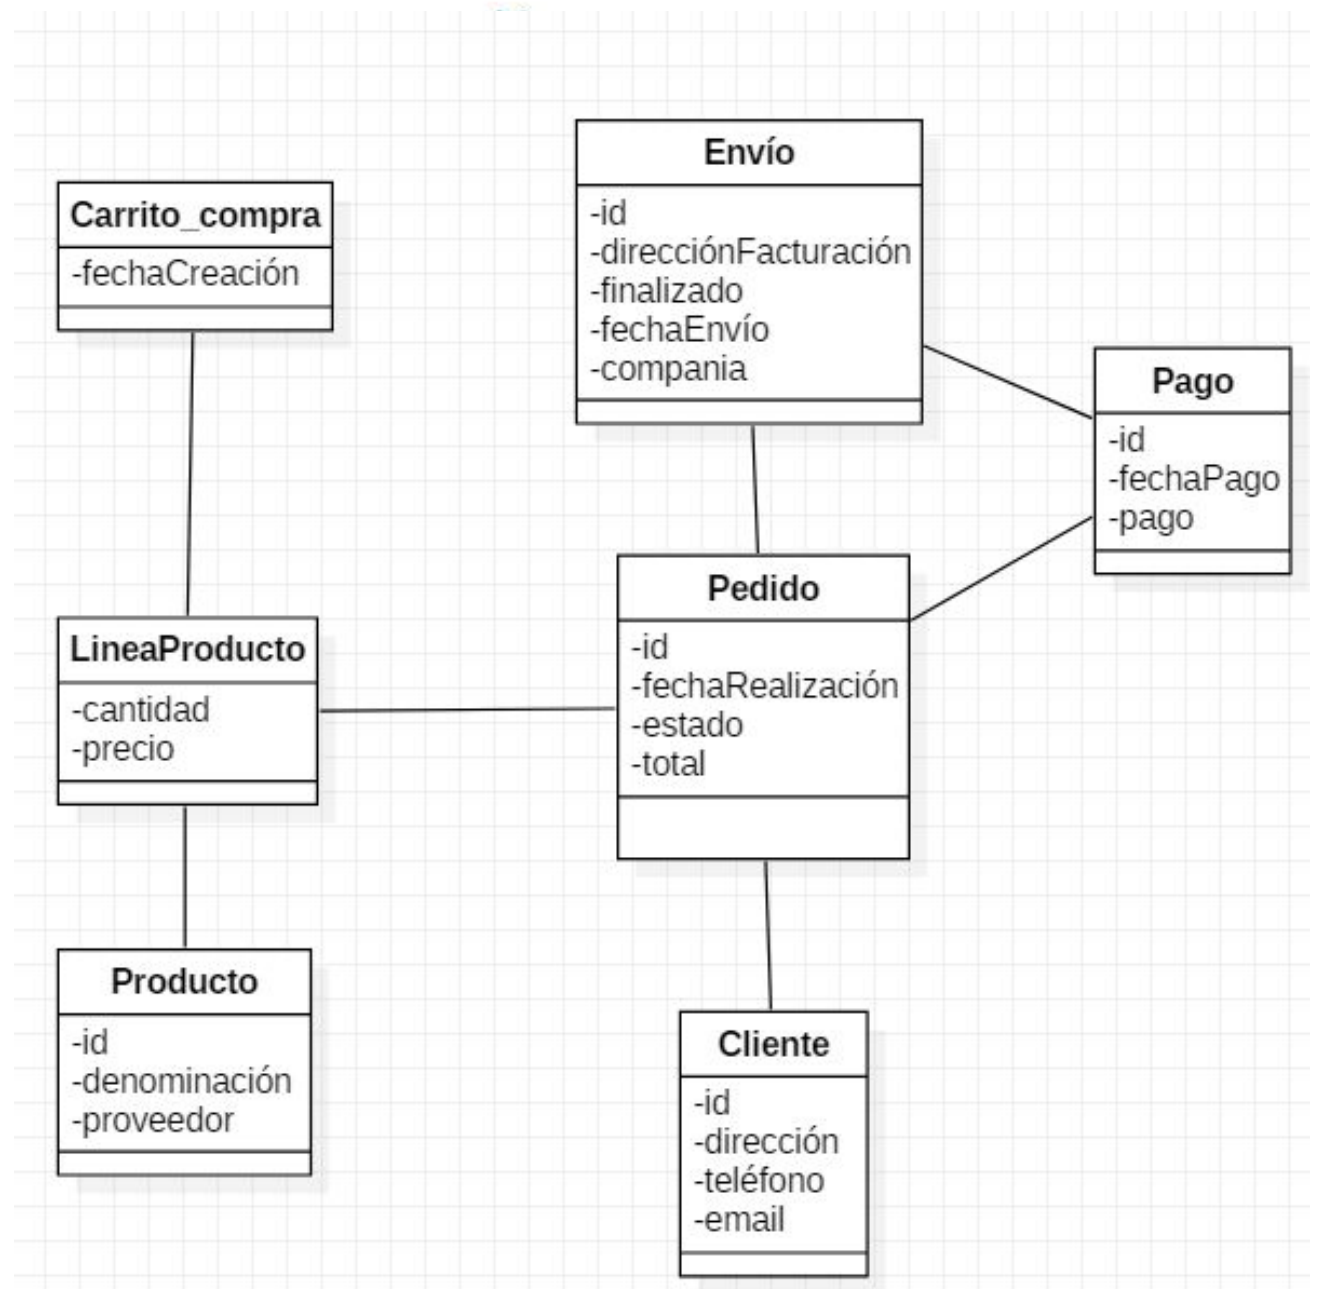 Envío
-id
-direcciónFacturación
-finalizado
-fechaEnvío
-compania
Carrito_compra
-fechaCreación
Pago
-id
-fechaPago
-pago
Pedido
-id
-fechaRealización
-estado
-total
LineaProducto
-cantidad
-precio
Producto
-id
-denominación
-proveedor
Cliente
-id
-dirección
-teléfono
-email